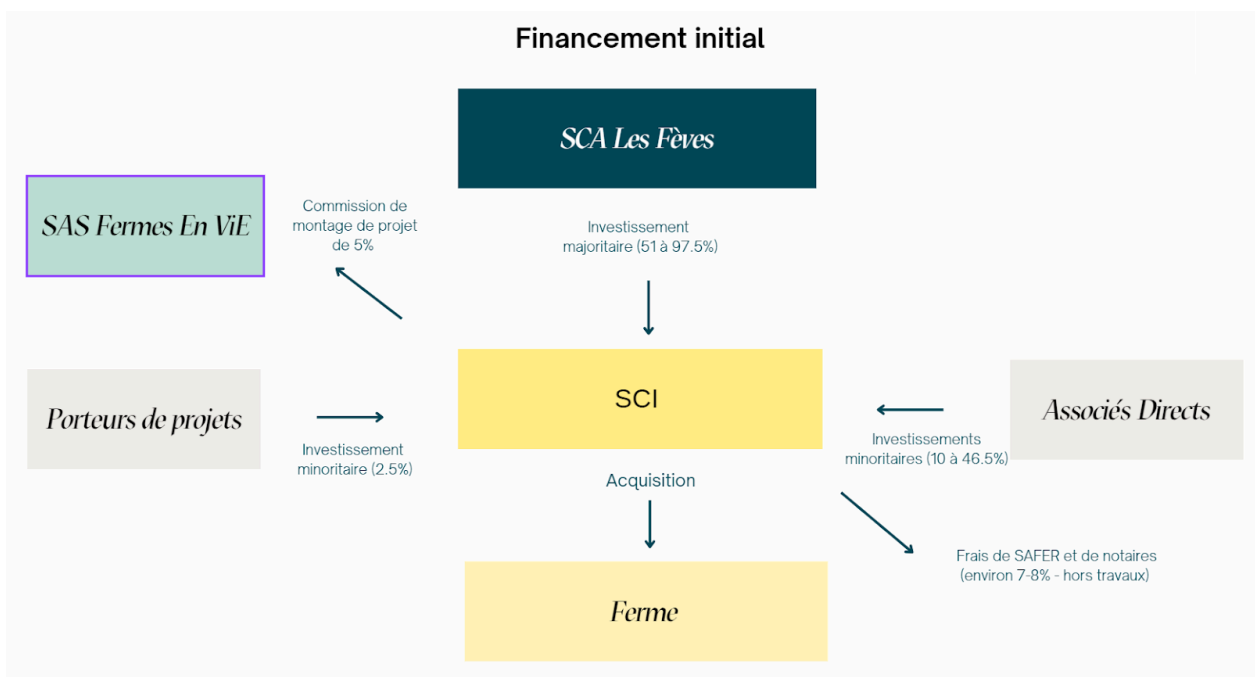 Financement initial
SCA Les Fèves
SAS Fermes En ViE
Commission de
montage de projet
de 5%
Investissement
majoritaire (51 à 97.5%)
Porteurs de projets
Investissement
minoritaire (2.5%)
SCI
Associés Directs
Investissements
minoritaires (10 à 46.5%)
Acquisition
Frais de SAFER et de notaires
(environ 7-8% - hors travaux)
Ferme